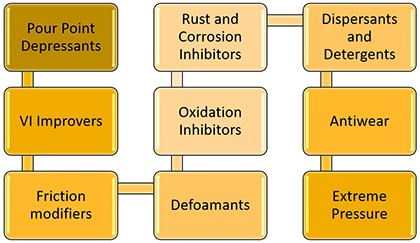 Pour Point
Depressants
VI Improvers
Friction
modifiers
Defoamants
Oxidation
Inhibitors
Rust and
Corrosion
Inhibitors
Dispersants
and
Detergents
Antiwear
Extreme
Pressure